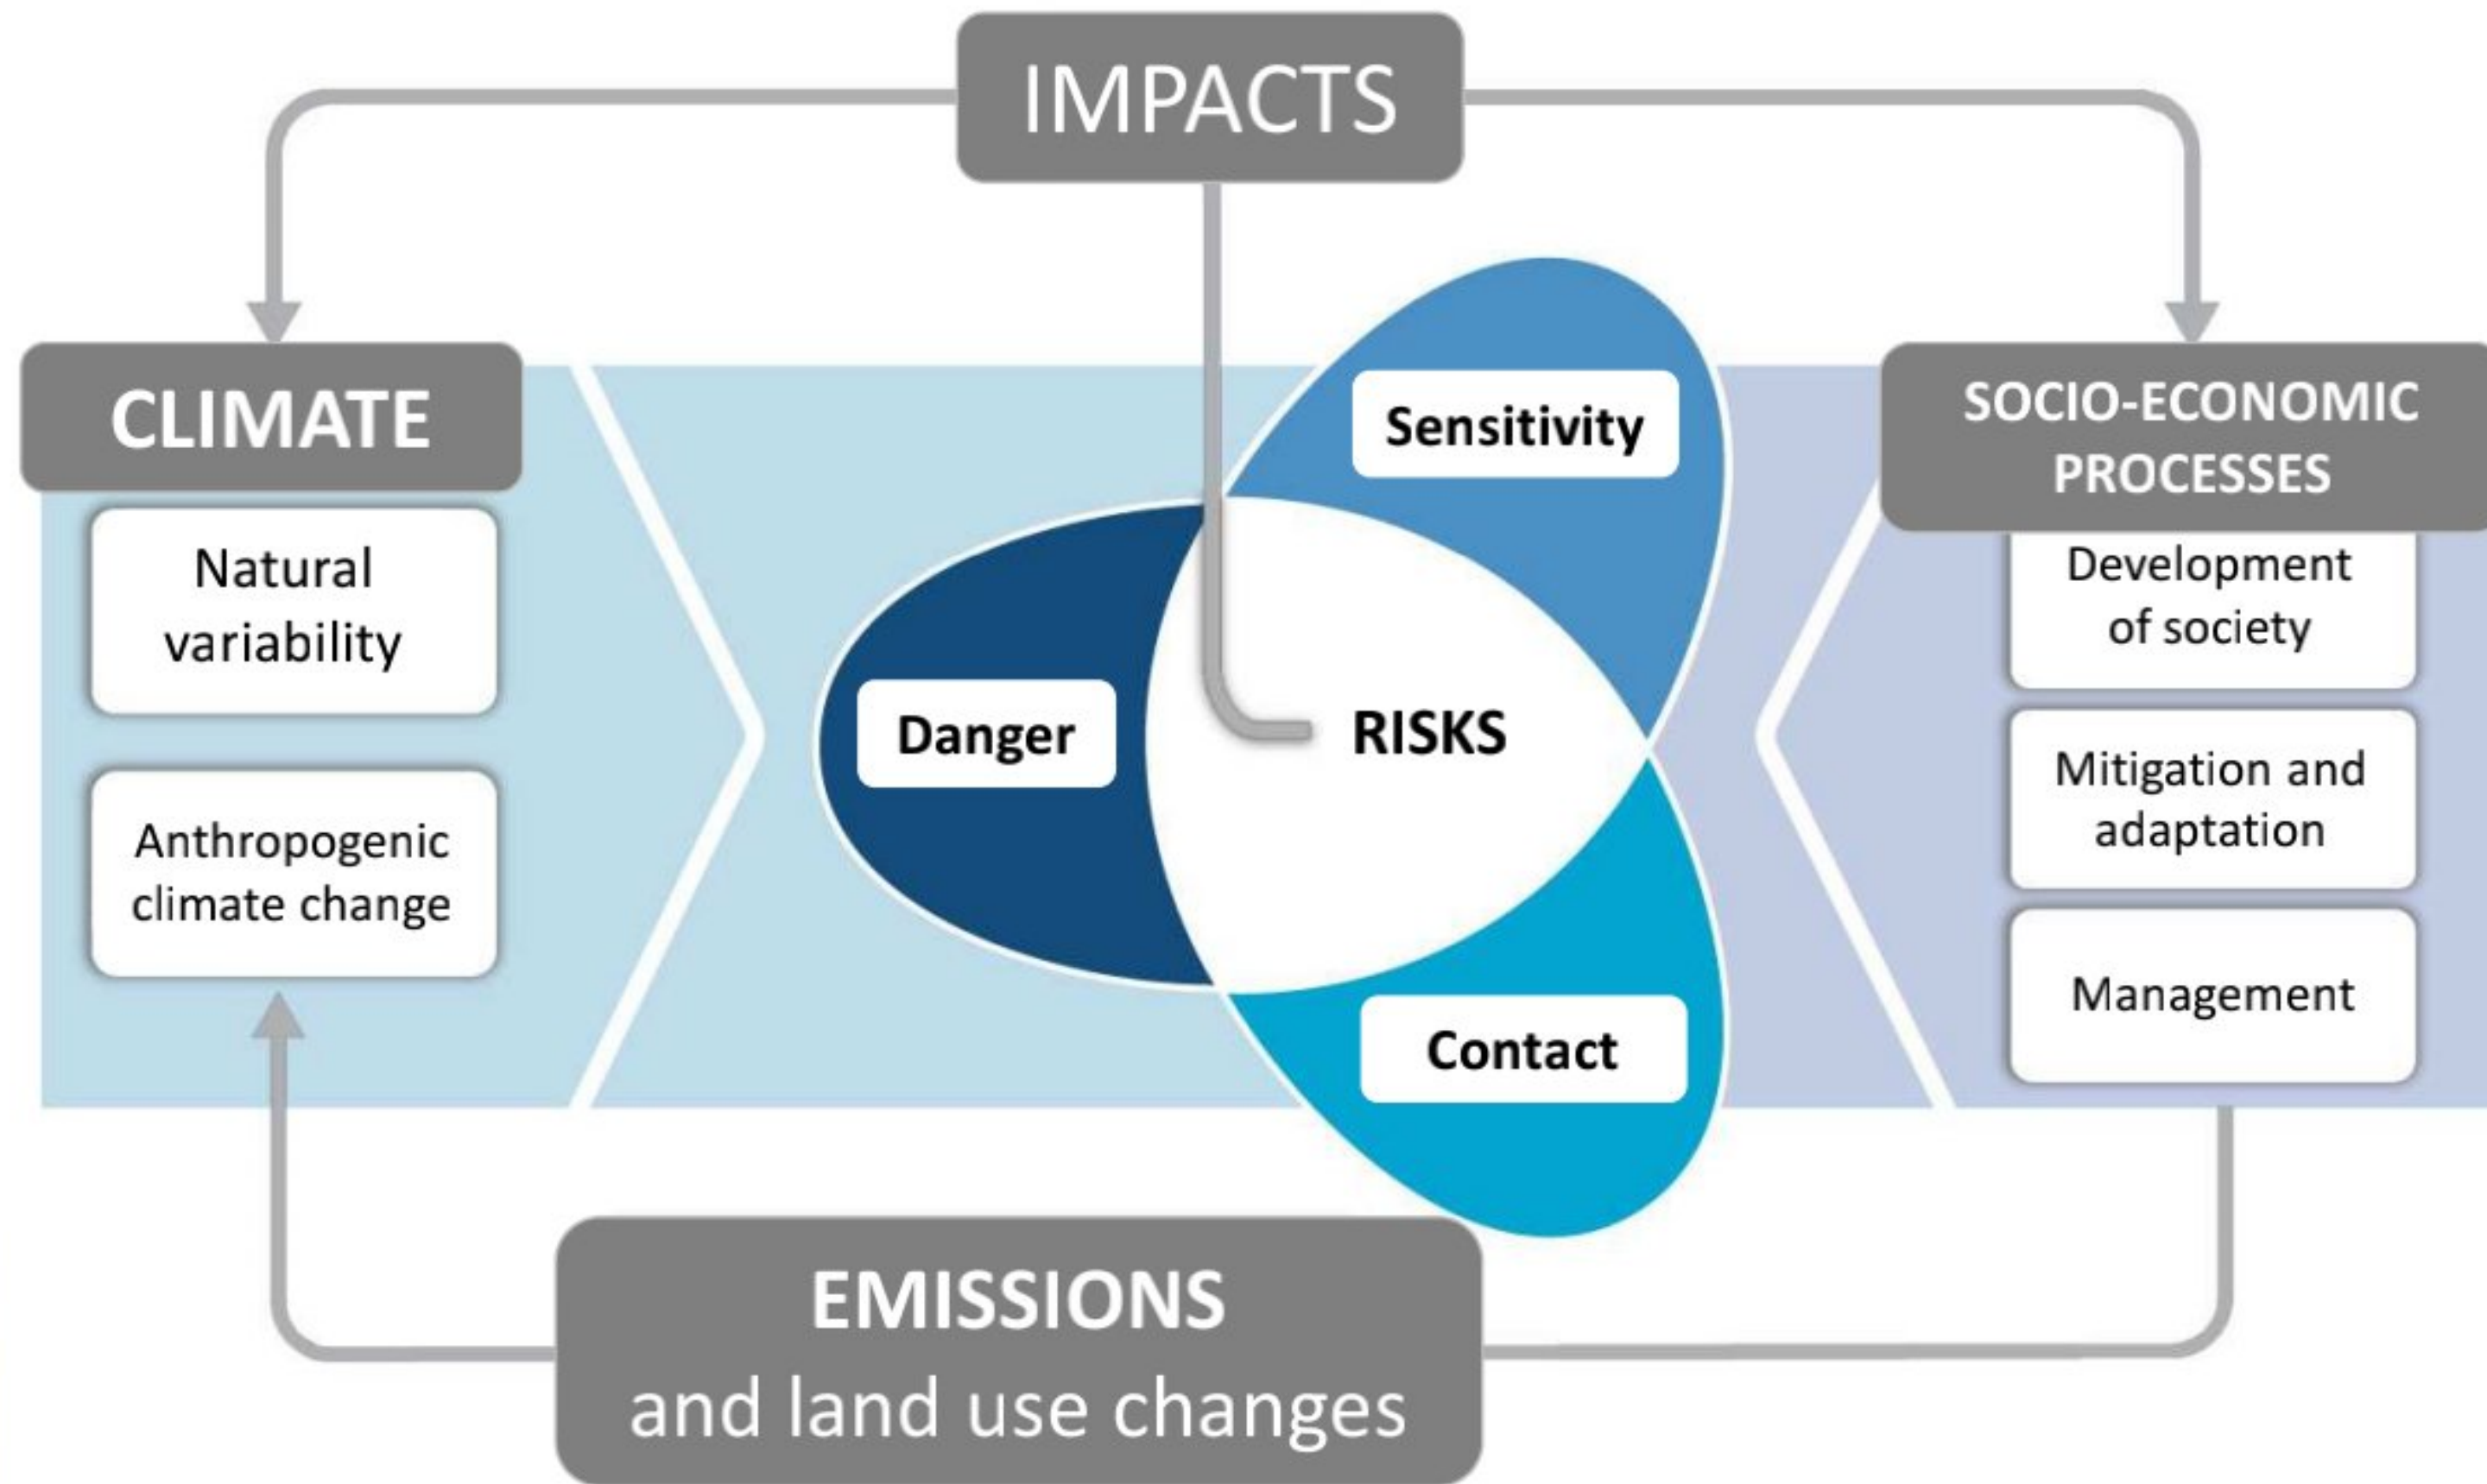 IMPACTS
CLIMATE
Natural
variability
Anthropogenic
climate change
Sensitivity
Danger
RISKS
Contact
SOCIO-ECONOMIC
PROCESSES
Development
of society
Mitigation and
adaptation
Management
EMISSIONS
and land use changes